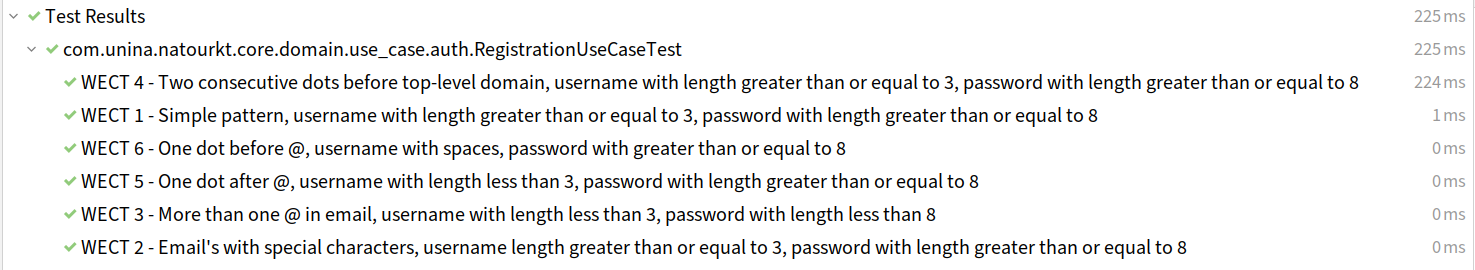 Test Results 225 ms
com.unina.natourkt.core.domain.use_case.auth.RegistrationUseCaseTest 225 ms
WECT 4 - Two consecutive dots before top-level domain, username with length greater than or equal to 3, password with length greater than or equal to 8 224 ms
WECT 1 - Simple pattern, username with length greater than or equal to 3, password with length greater than or equal to 8 1 ms
WECT 6 - One dot before @, username with spaces, password with greater than or equal to 8 0 ms
WECT 5 - One dot after @, username with length less than 3, password with length greater than or equal to 8 0 ms
WECT 3 - More than one @ in email, username with length less than 3, password with length less than 8 0 ms
WECT 2 - Email's with special characters, username length greater than or equal to 3, password with length greater than or equal to 8 0 ms